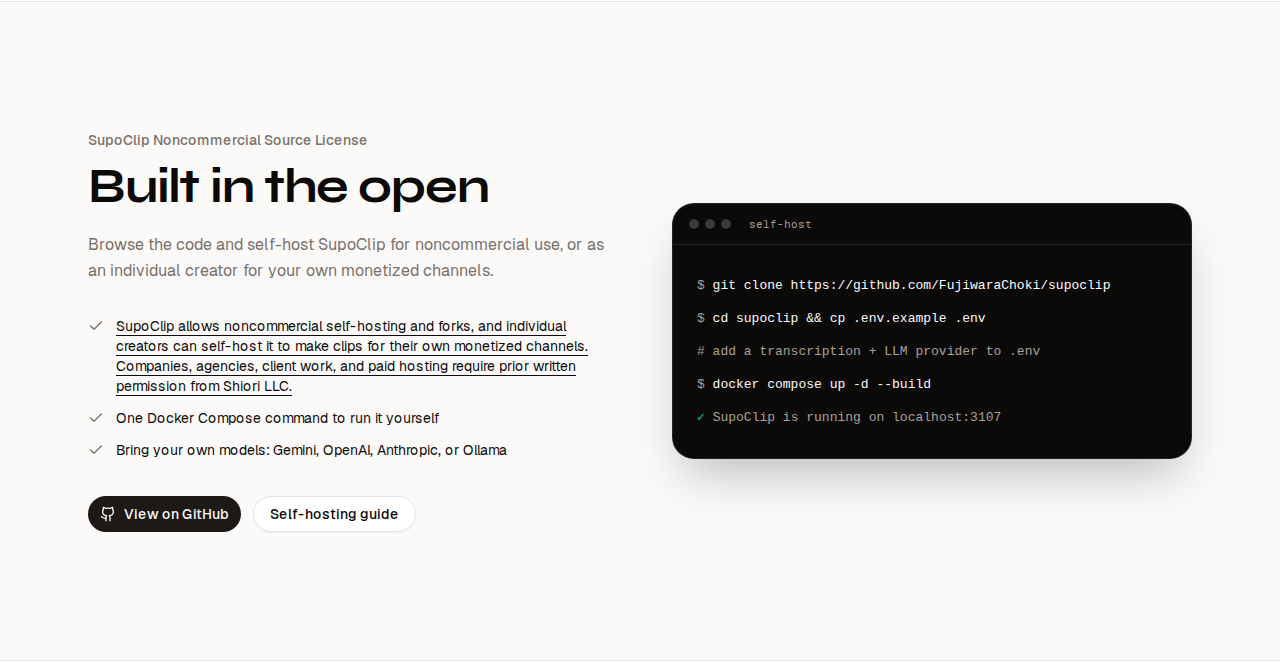 SupoClip Noncommercial Source License
Built in the open
Browse the code and self-host SupoClip for noncommercial use, or as
an individual creator for your own monetized channels.
SupoClip allows noncommercial self-hosting and forks, and individual
creators can self-host it to make clips for their own monetized channels.
Companies, agencies, client work, and paid hosting require prior written
permission from Shiori LLC.
One Docker Compose command to run it yourself
Bring your own models: Gemini, OpenAI, Anthropic, or Ollama
View on GitHub
Self-hosting guide
self-host
$ git clone https://github.com/FujiwaraChoki/supoclip
$ cd supoclip && cp .env.example .env
# add a transcription + LLM provider to .env
$ docker compose up -d --build
✓ SupoClip is running on localhost:3107